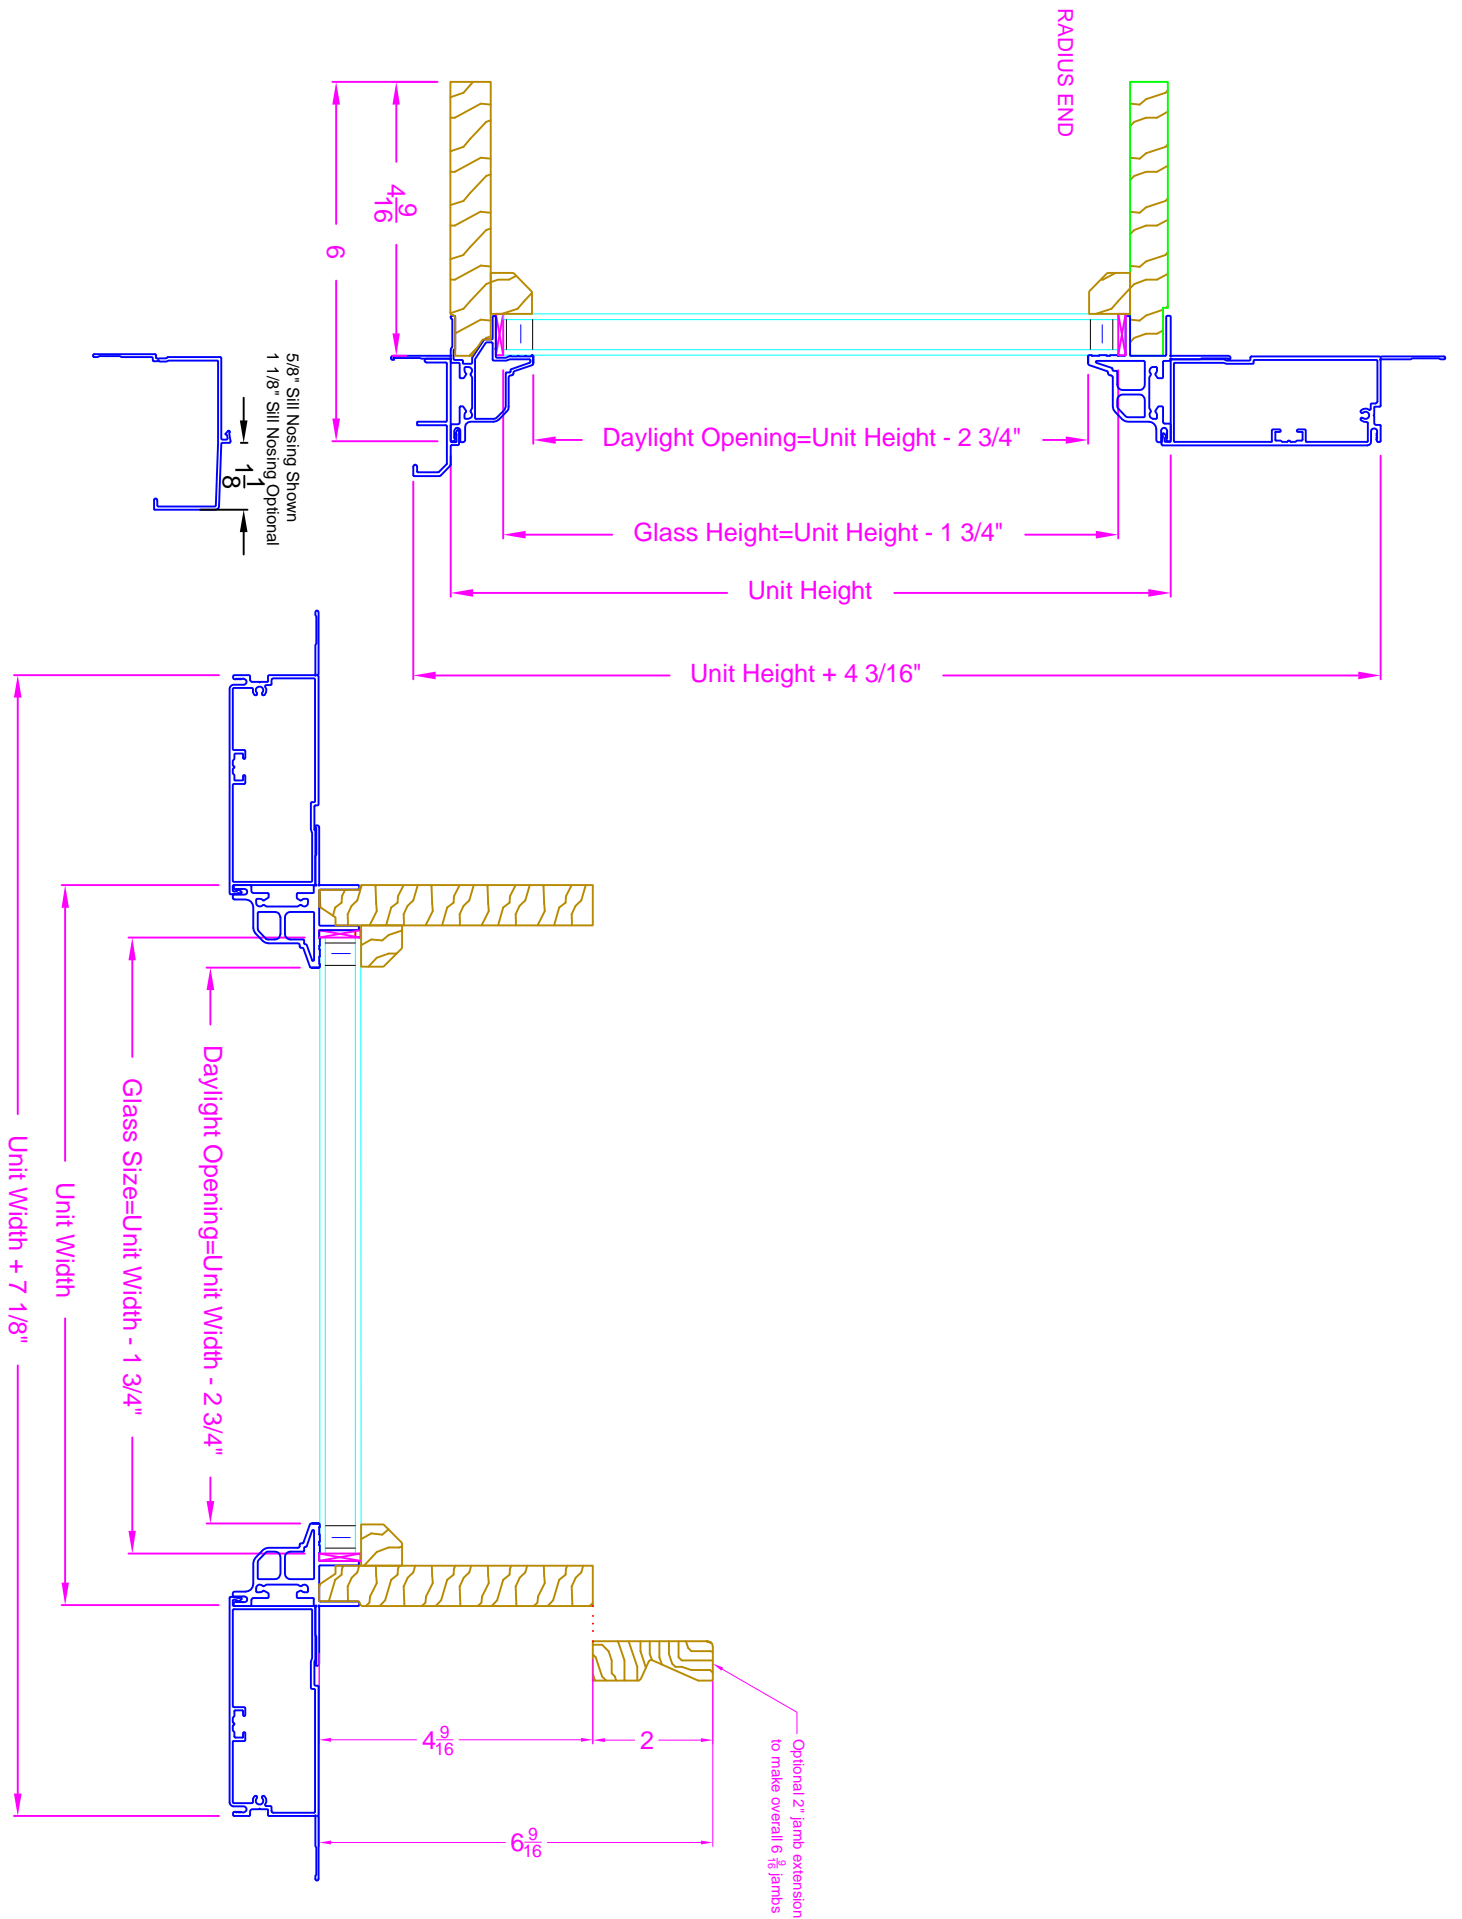 RADIUS END
4 9/16
6
5/8" Sill Nosing Shown
1 1/8" Sill Nosing Optional
1 1/8
Daylight Opening=Unit Height - 2 3/4"
Glass Height=Unit Height - 1 3/4"
Unit Height
Unit Height + 4 3/16"
Daylight Opening=Unit Width - 2 3/4"
Glass Size=Unit Width - 1 3/4"
Unit Width
Unit Width + 7 1/8"
4 9/16
2
6 9/16
Optional 2" jamb extension
to make overall 6 9/16 jambs